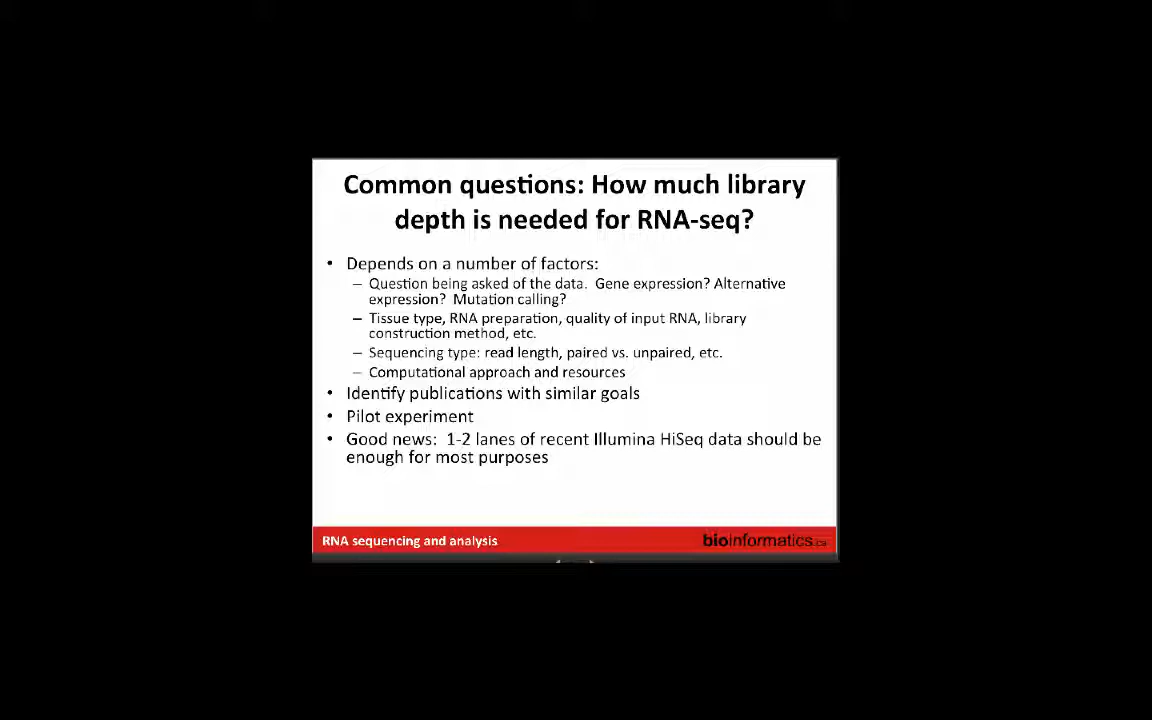 Common questions: How much library
depth is needed for RNA-seq?
• Depends on a number of factors:
– Question being asked of the data.  Gene expression? Alternative
expression?  Mutation calling?
– Tissue type, RNA preparation, quality of input RNA, library
construction method, etc.
– Sequencing type: read length, paired vs. unpaired, etc.
– Computational approach and resources
• Identify publications with similar goals
• Pilot experiment
• Good news:  1-2 lanes of recent Illumina HiSeq data should be
enough for most purposes
RNA sequencing and analysis
bioinformatics.ca